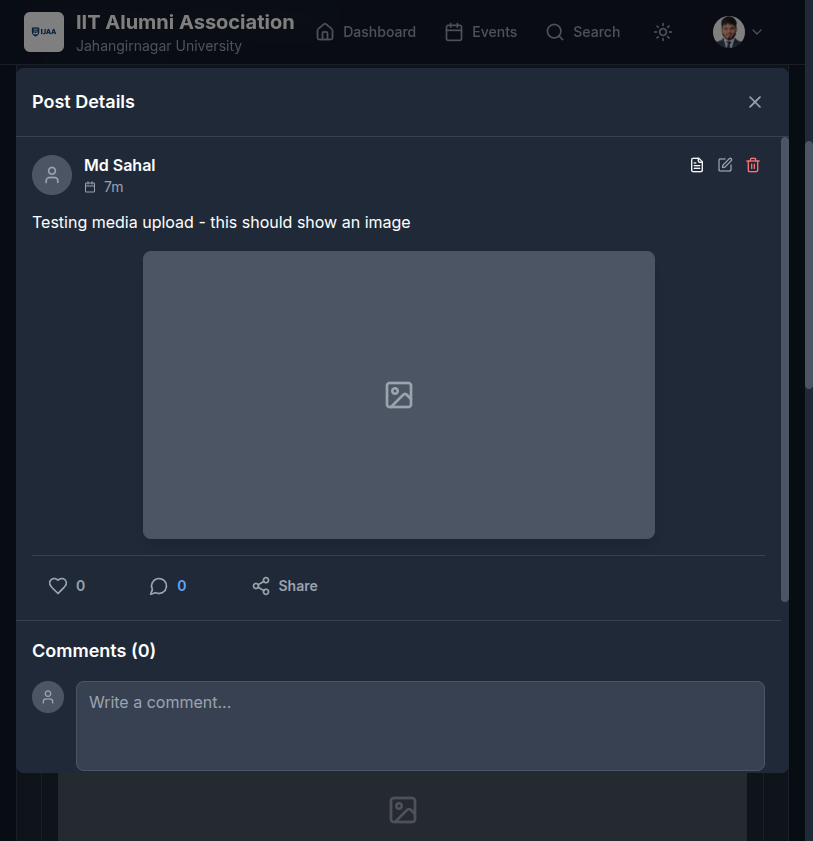 IJAA
IIT Alumni Association
Jahangirnagar University
Dashboard
Events
Search
Post Details
Md Sahal
7m
Testing media upload - this should show an image
0
0
Share
Comments (0)
Write a comment...